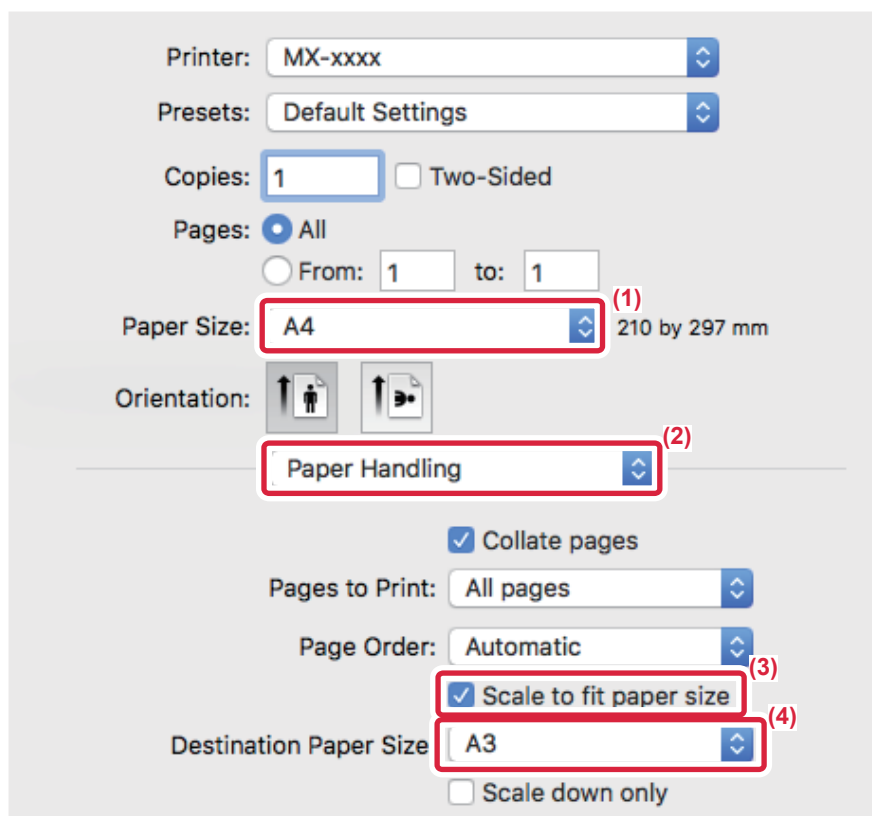 Printer: MX-xxxx
Presets: Default Settings
Copies: 1 Two-Sided
Pages: All
From: 1 to: 1
(1)
Paper Size: A4 210 by 297 mm
Orientation:
(2)
Paper Handling
Collate pages
Pages to Print: All pages
Page Order: Automatic
(3)
Scale to fit paper size
(4)
Destination Paper Size A3
Scale down only